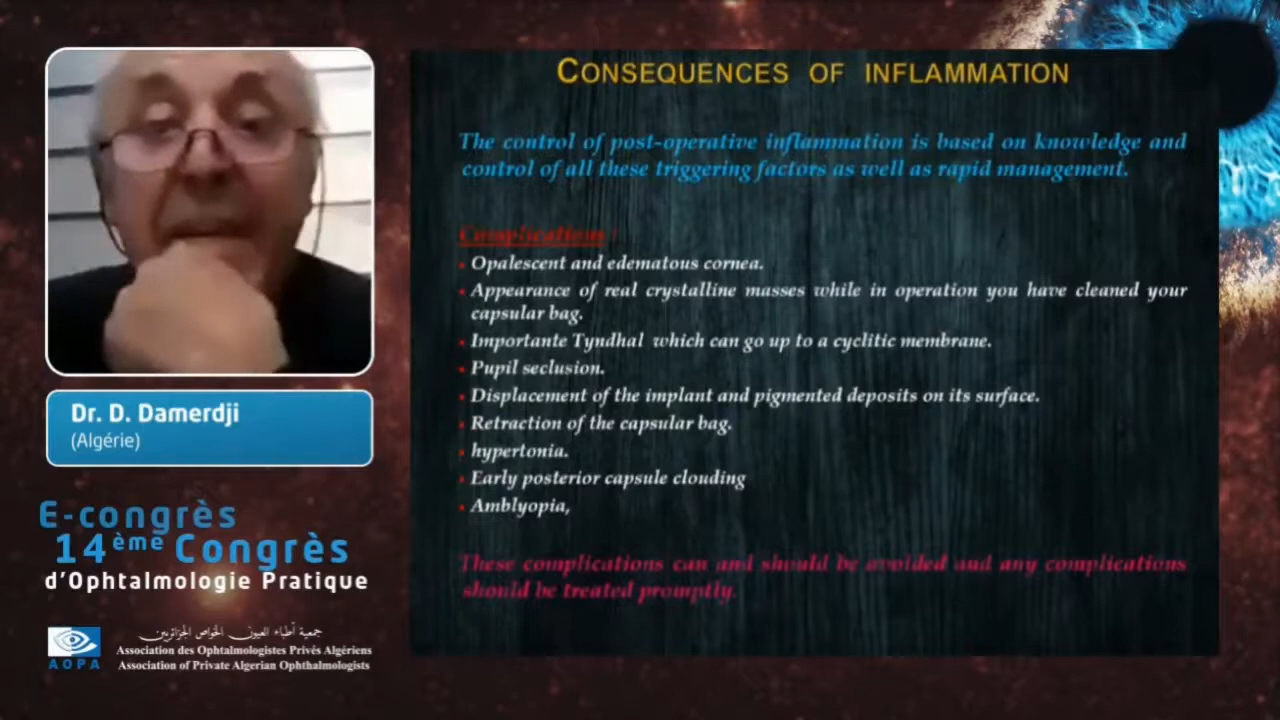 CONSEQUENCES OF INFLAMMATION
The control of post-operative inflammation is based on knowledge and
control of all these triggering factors as well as rapid management.
Complications :
• Opalescent and edematous cornea.
• Appearance of real crystalline masses while in operation you have cleaned your
capsular bag.
• Importante Tyndhal which can go up to a cyclitic membrane.
• Pupil seclusion.
• Displacement of the implant and pigmented deposits on its surface.
• Retraction of the capsular bag.
• hypertonia.
• Early posterior capsule clouding
• Amblyopia,
These complications can and should be avoided and any complications
should be treated promptly.
Dr. D. Damerdji
(Algérie)
E-congrès
14ème Congrès
d'Ophtalmologie Pratique
جمعية أطباء العيون الخواص الجزائريين
Association des Ophtalmologistes Privés Algériens
Association of Private Algerian Ophthalmologists
AOPA